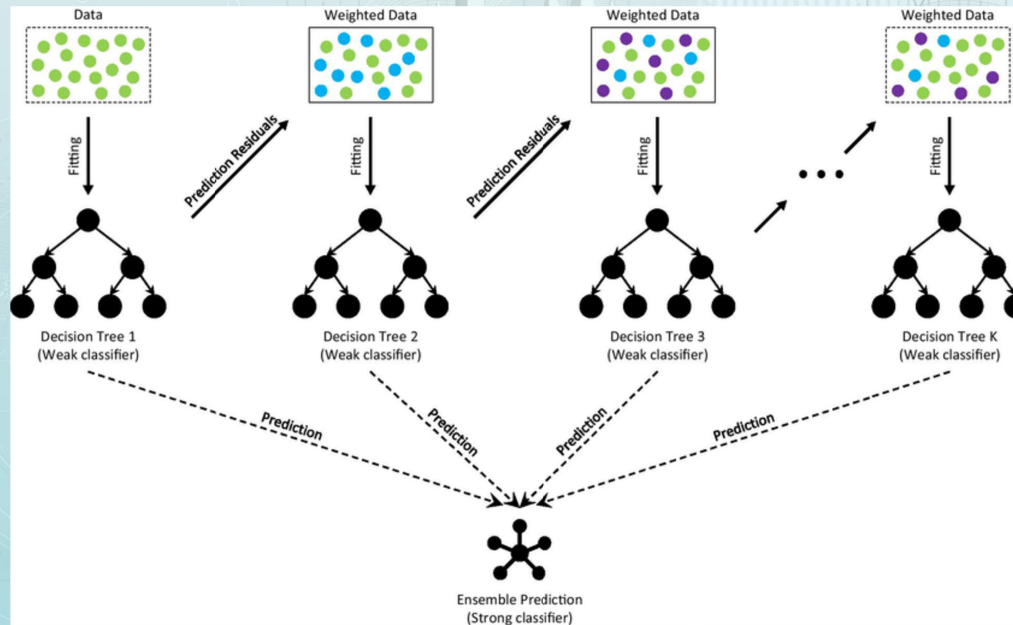 Data
Weighted Data
Weighted Data
Weighted Data
Fitting
Prediction Residuals
Fitting
Prediction Residuals
Fitting
Fitting
Decision Tree 1
(Weak classifier)
Decision Tree 2
(Weak classifier)
Decision Tree 3
(Weak classifier)
Decision Tree K
(Weak classifier)
Prediction
Prediction
Prediction
Prediction
Ensemble Prediction
(Strong classifier)